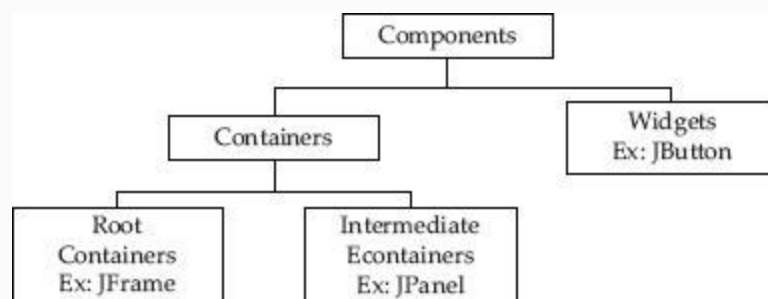 Components
Containers
Widgets
Ex: JButton
Root
Containers
Ex: JFrame
Intermediate
Econtainers
Ex: JPanel